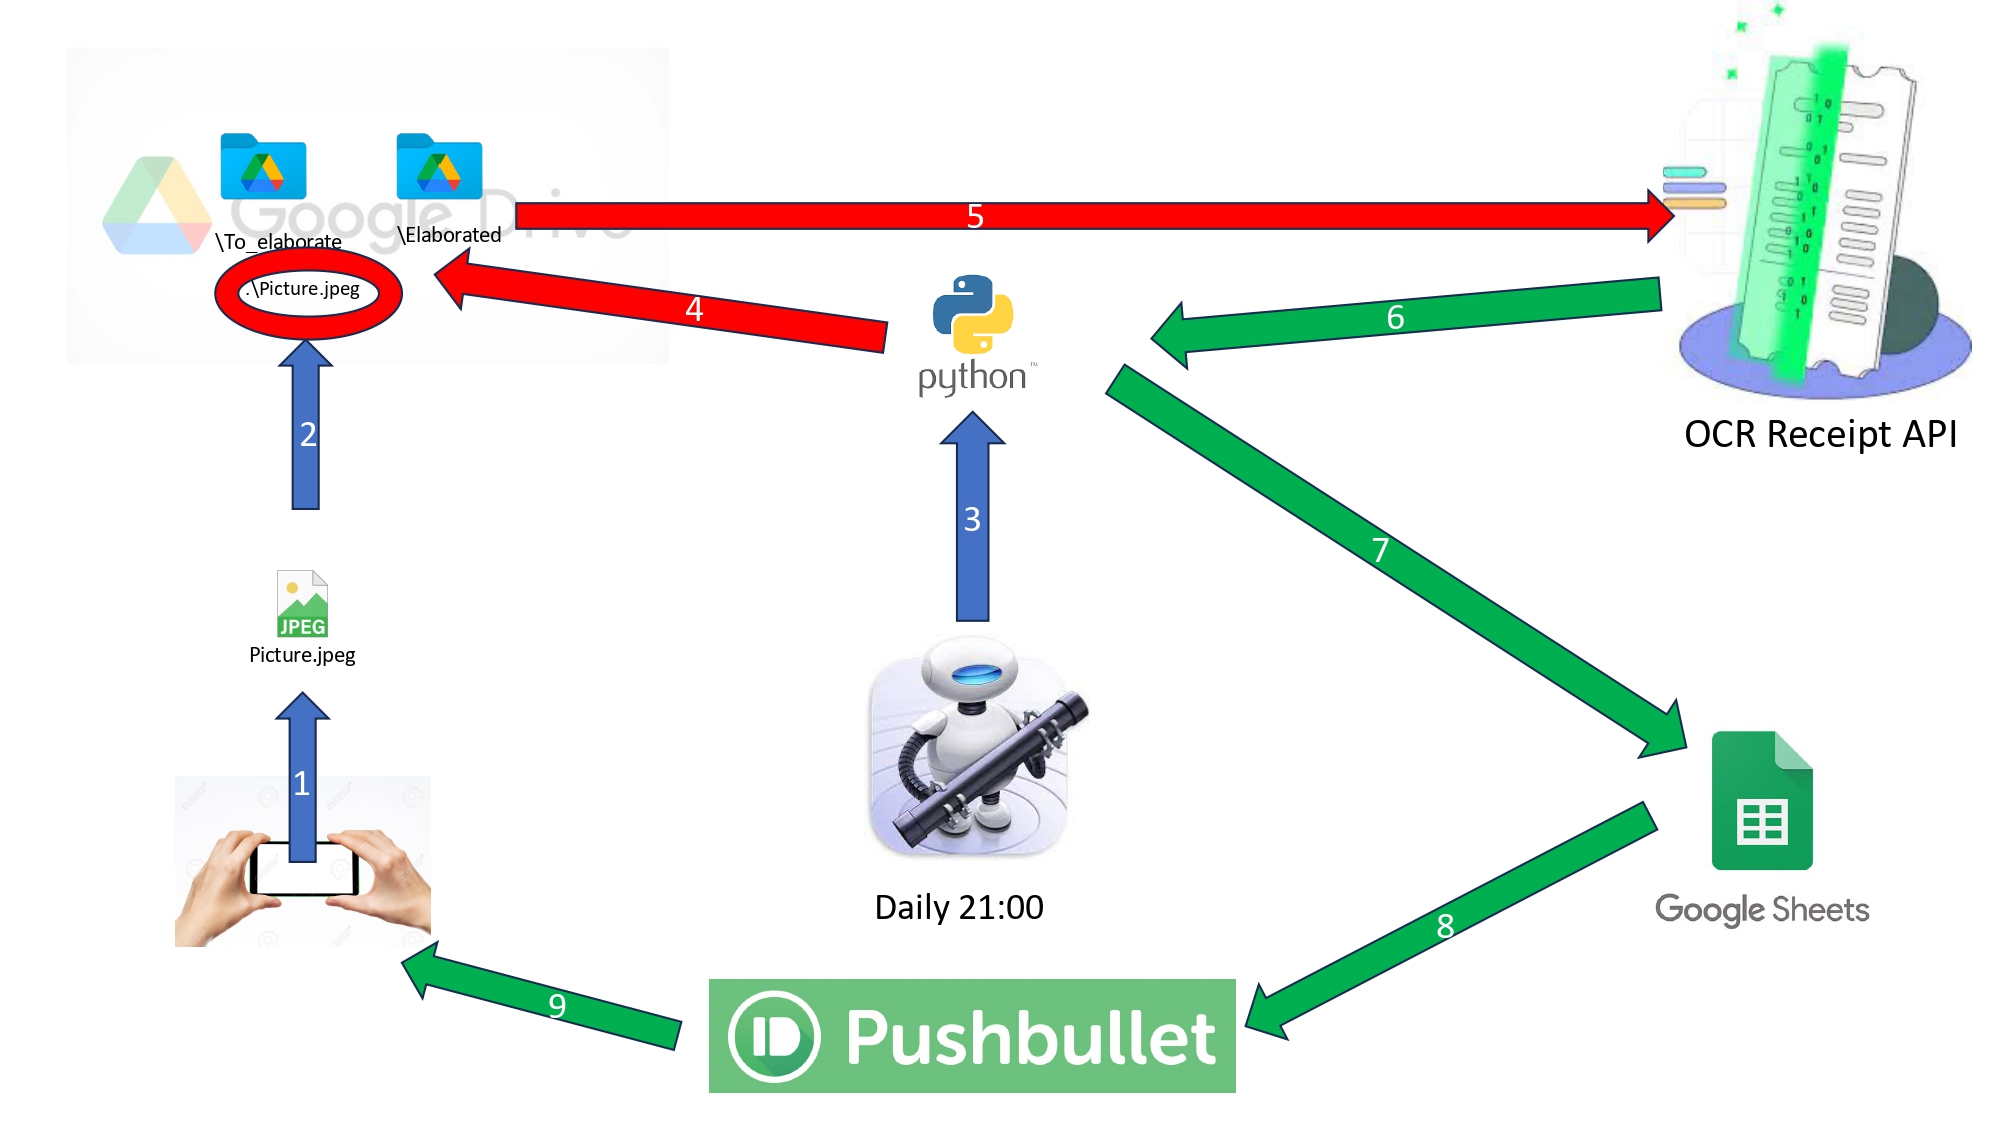 Google Drive
\To_elaborate
\Elaborated
.\Picture.jpeg
5
4
6
python™
2
OCR Receipt API
3
7
JPEG
Picture.jpeg
1
Daily 21:00
Google Sheets
8
9
Pushbullet